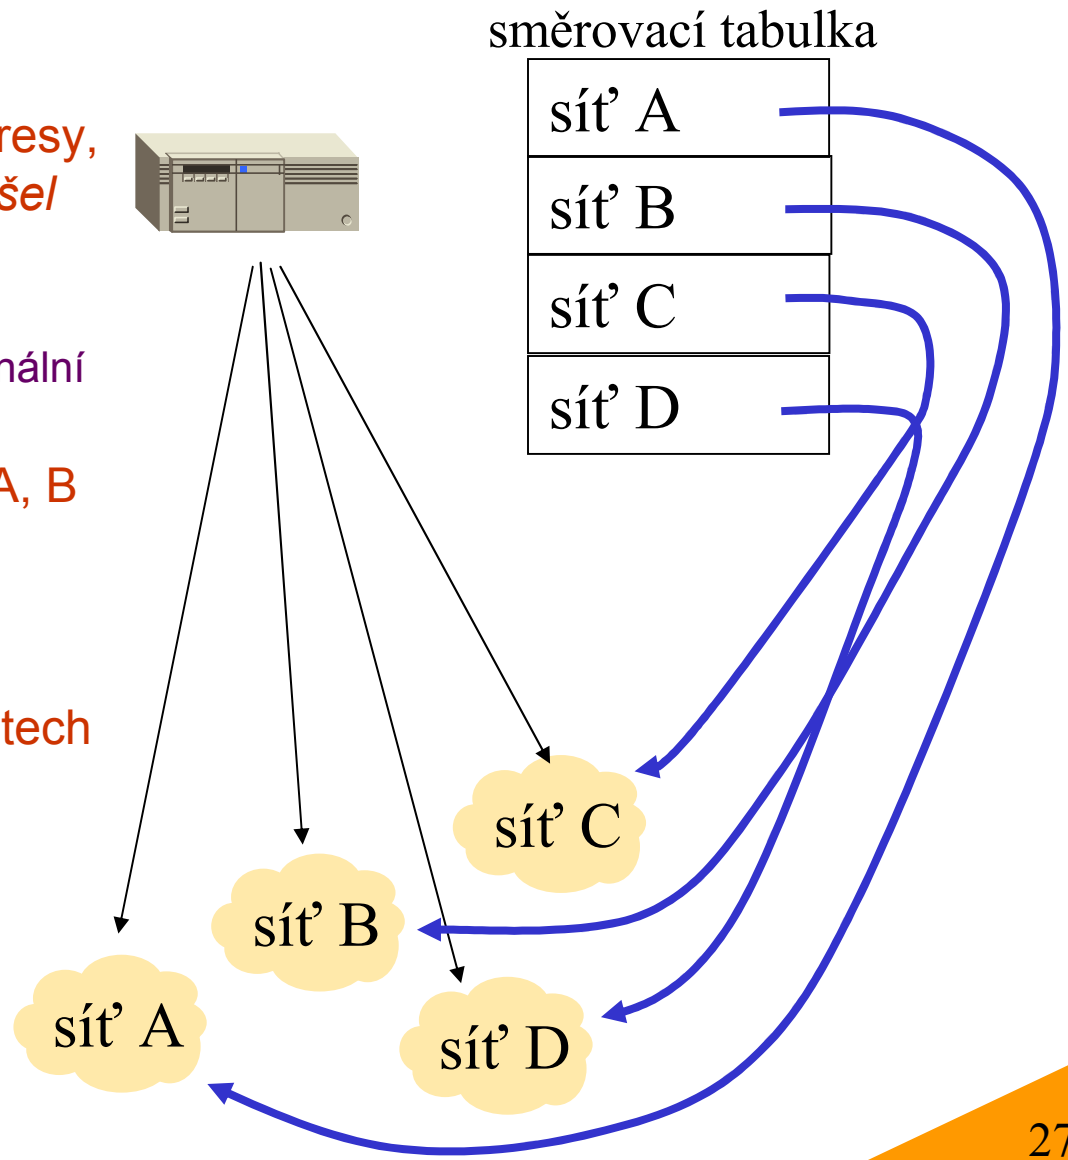 směrovací tabulka
síť A
síť B
síť C
síť D
resy,
šel
nální
A, B
tech
síť C
síť B
síť A
síť D
27